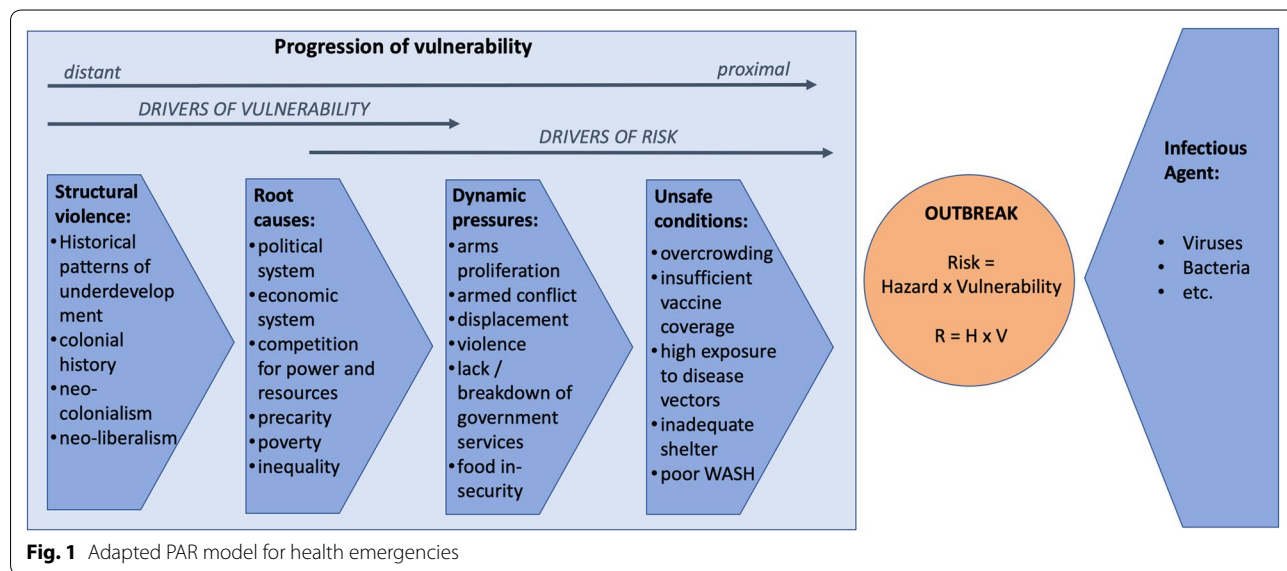 Progression of vulnerability
distant
proximal
DRIVERS OF VULNERABILITY
DRIVERS OF RISK
Structural violence:
•Historical
patterns of
underdevelop
ment
•colonial
history
•neo-
colonialism
•neo-liberalism
Root
causes:
•political
system
•economic
system
•competition
for power and
resources
•precarity
•poverty
•inequality
Dynamic
pressures:
•arms
proliferation
•armed conflict
•displacement
•violence
•lack /
breakdown of
government
services
•food in-
security
Unsafe
conditions:
•overcrowding
•insufficient
vaccine
coverage
•high exposure
to disease
vectors
•inadequate
shelter
•poor WASH
OUTBREAK
Risk =
Hazard x Vulnerability
R = H x V
Infectious
Agent:
• Viruses
• Bacteria
• etc.
Fig. 1 Adapted PAR model for health emergencies